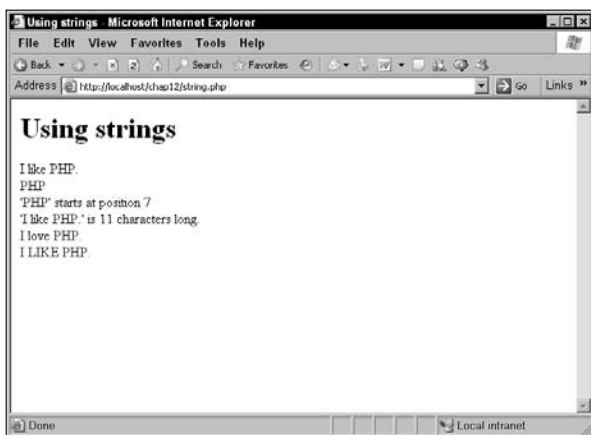 Using strings - Microsoft Internet Explorer
File Edit View Favorites Tools Help
Back Search Favorites
Address http://localhost/chap12/string.php Go Links »
Using strings
I like PHP.
PHP
'PHP' starts at position 7
'I like PHP.' is 11 characters long.
I love PHP.
I LIKE PHP.
Done Local intranet